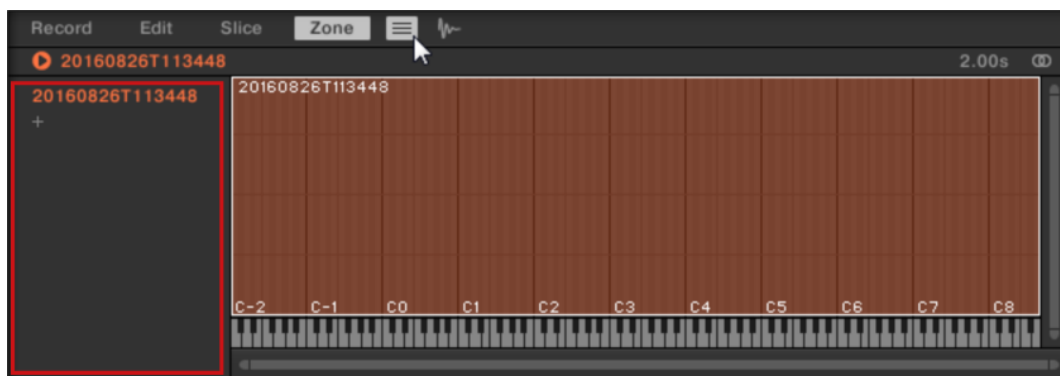 Record Edit Slice Zone
20160826T113448 2.00s
20160826T113448
+
20160826T113448
C-2 C-1 C0 C1 C2 C3 C4 C5 C6 C7 C8